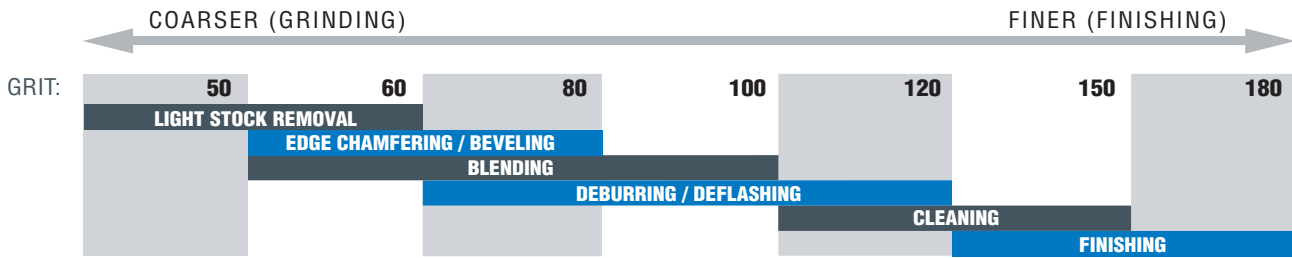 COARSER (GRINDING) FINER (FINISHING)
GRIT: 50 60 80 100 120 150 180
LIGHT STOCK REMOVAL
EDGE CHAMFERING / BEVELING
BLENDING
DEBURRING / DEFLASHING
CLEANING
FINISHING